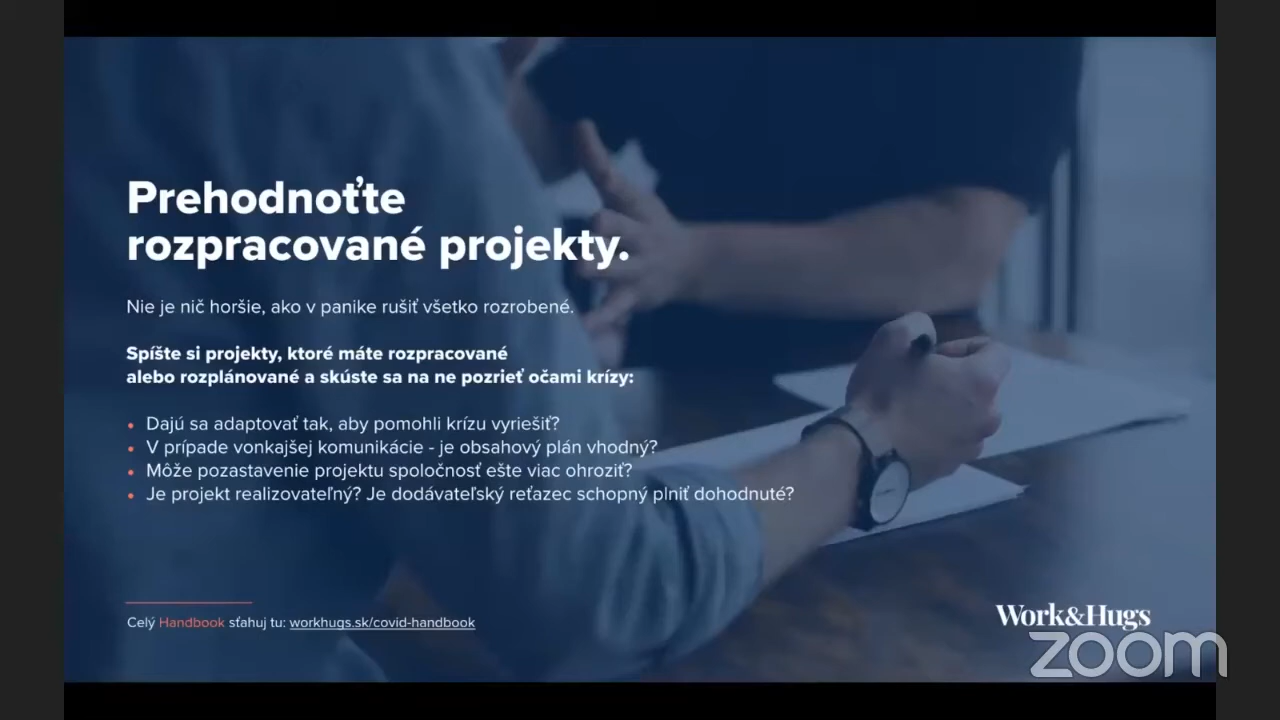 Prehodnoťte
rozpracované projekty.
Nie je nič horšie, ako v panike rušiť všetko rozrobené.
Spíšte si projekty, ktoré máte rozpracované
alebo rozplánované a skúste sa na ne pozrieť očami krízy:
• Dajú sa adaptovať tak, aby pomohli krízu vyriešiť?
• V prípade vonkajšej komunikácie - je obsahový plán vhodný?
• Môže pozastavenie projektu spoločnosť ešte viac ohroziť?
• Je projekt realizovateľný? Je dodávateľský reťazec schopný plniť dohodnuté?
Celý Handbook sťahuj tu: workhugs.sk/covid-handbook
Work&Hugs
zoom